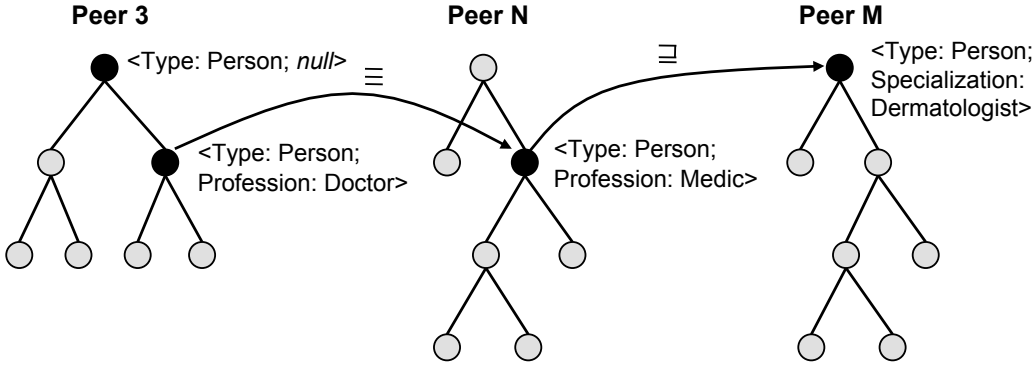 Peer 3
Peer N
Peer M
<Type: Person; null>
≡
⊒
<Type: Person;
Specialization:
Dermatologist>
<Type: Person;
Profession: Doctor>
<Type: Person;
Profession: Medic>